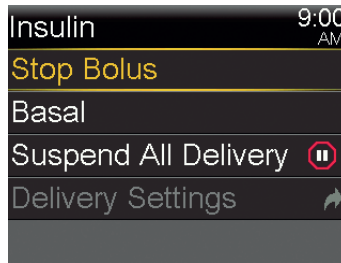 Insulin 9:00
AM
Stop Bolus
Basal
Suspend All Delivery
Delivery Settings